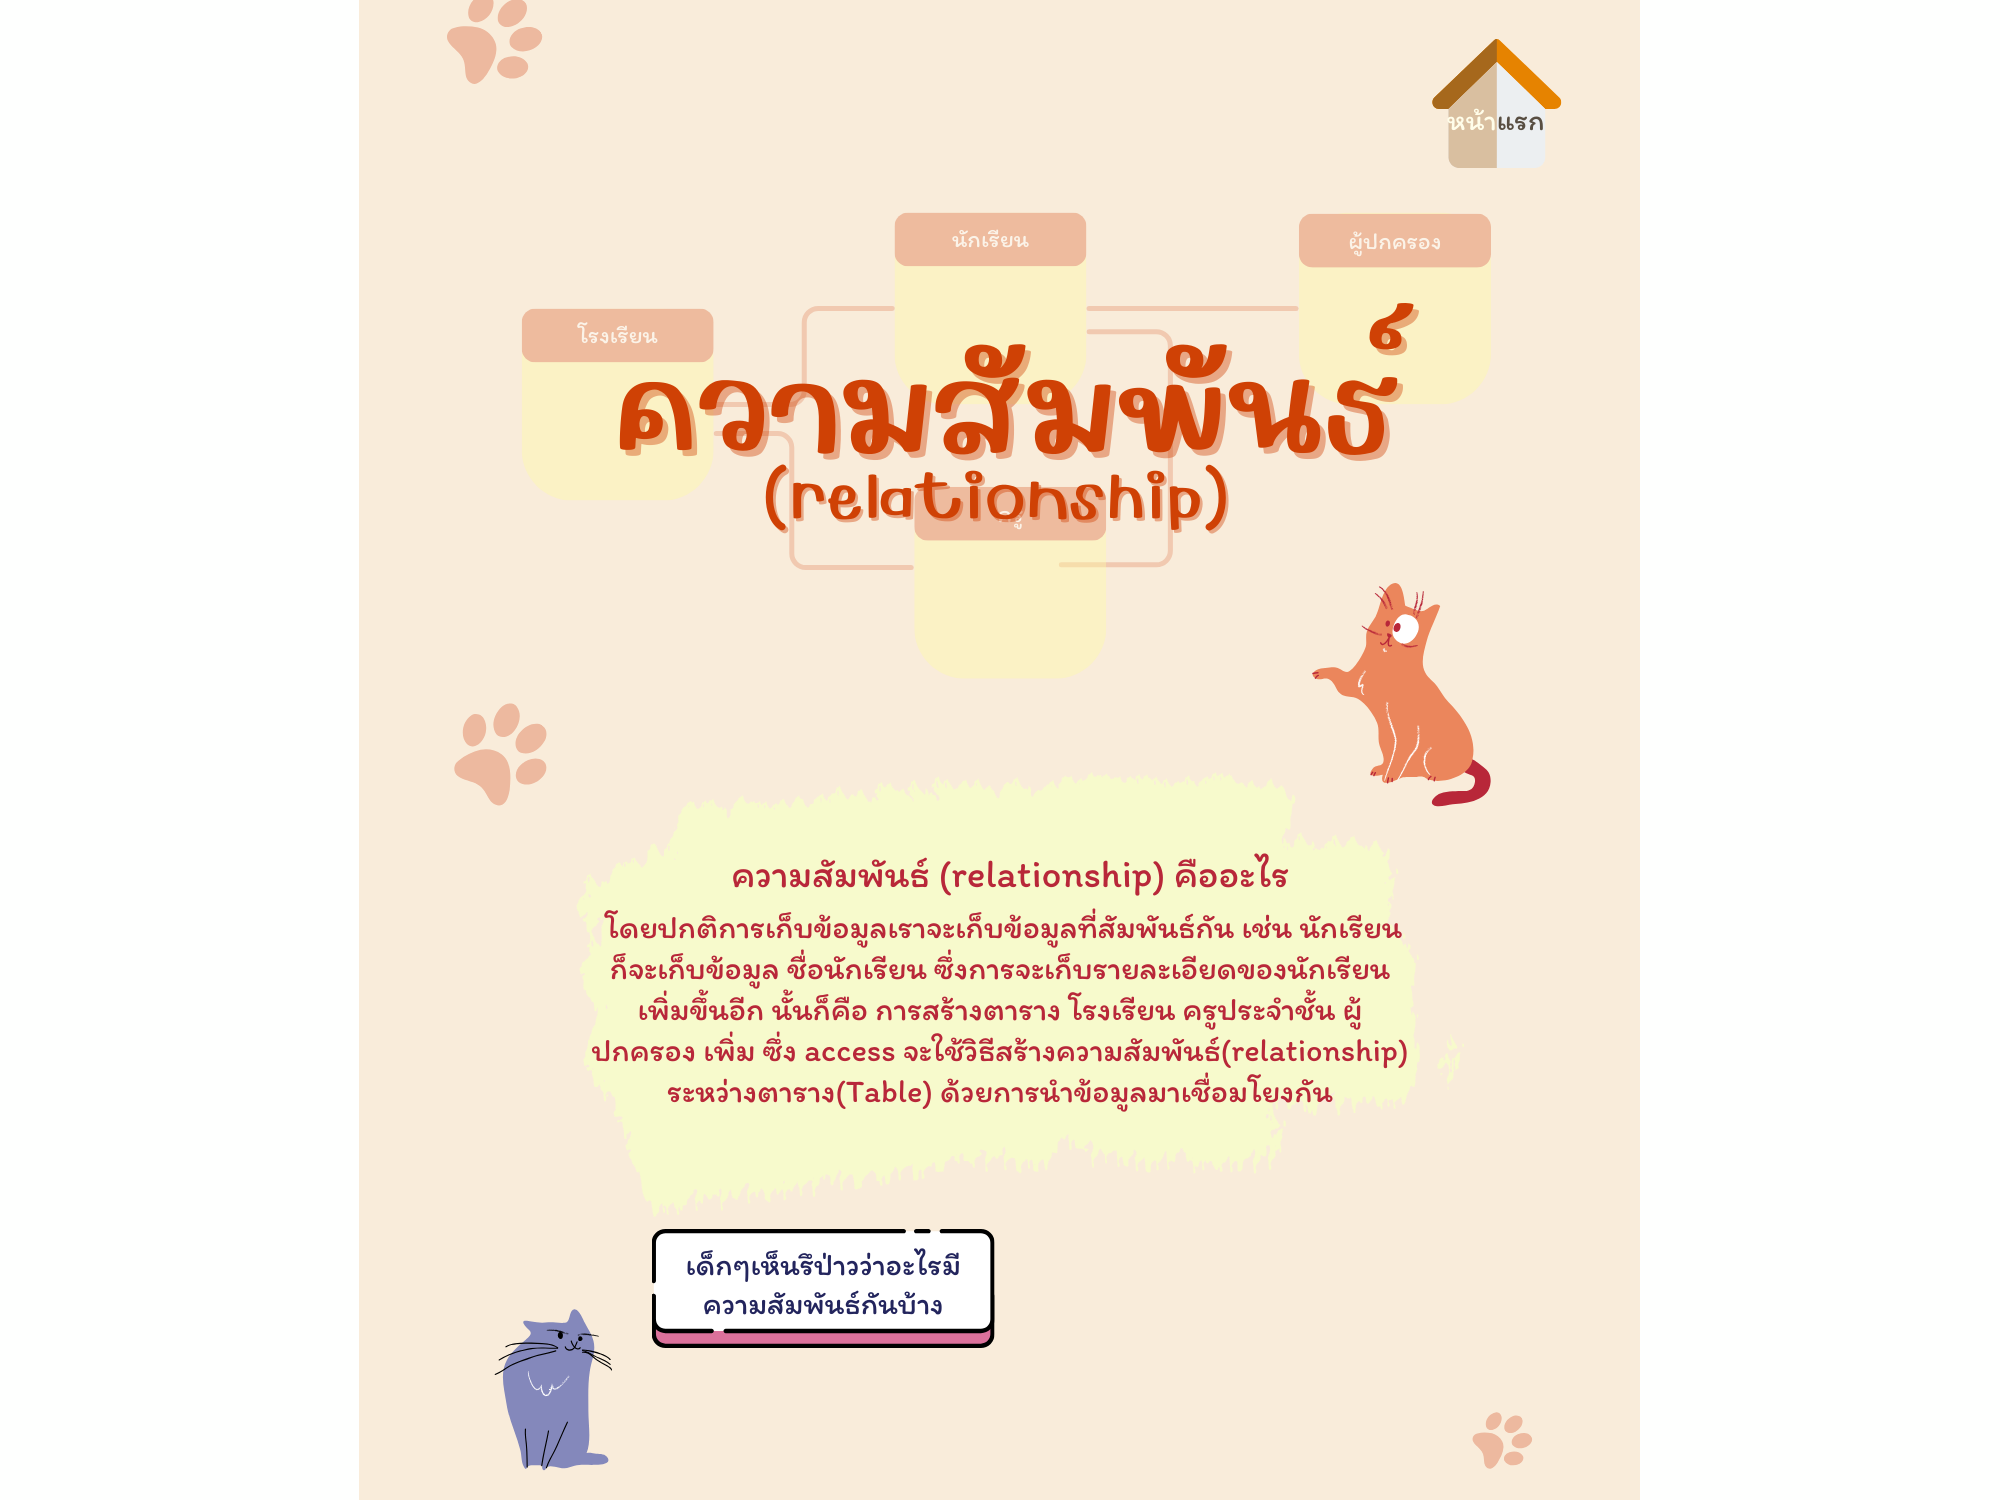 หน้าแรก
นักเรียน
ผู้ปกครอง
โรงเรียน
ความสัมพันธ์
(relationship)
ความสัมพันธ์ (relationship) คืออะไร
โดยปกติการเก็บข้อมูลเราจะเก็บข้อมูลที่สัมพันธ์กัน เช่น นักเรียน
ก็จะเก็บข้อมูล ชื่อนักเรียน ซึ่งการจะเก็บรายละเอียดของนักเรียน
เพิ่มขึ้นอีก นั้นก็คือ การสร้างตาราง โรงเรียน ครูประจำชั้น ผู้
ปกครอง เพิ่ม ซึ่ง access จะใช้วิธีสร้างความสัมพันธ์(relationship)
ระหว่างตาราง(Table) ด้วยการนำข้อมูลมาเชื่อมโยงกัน
เด็กๆเห็นรึป่าวว่าอะไรมี
ความสัมพันธ์กันบ้าง